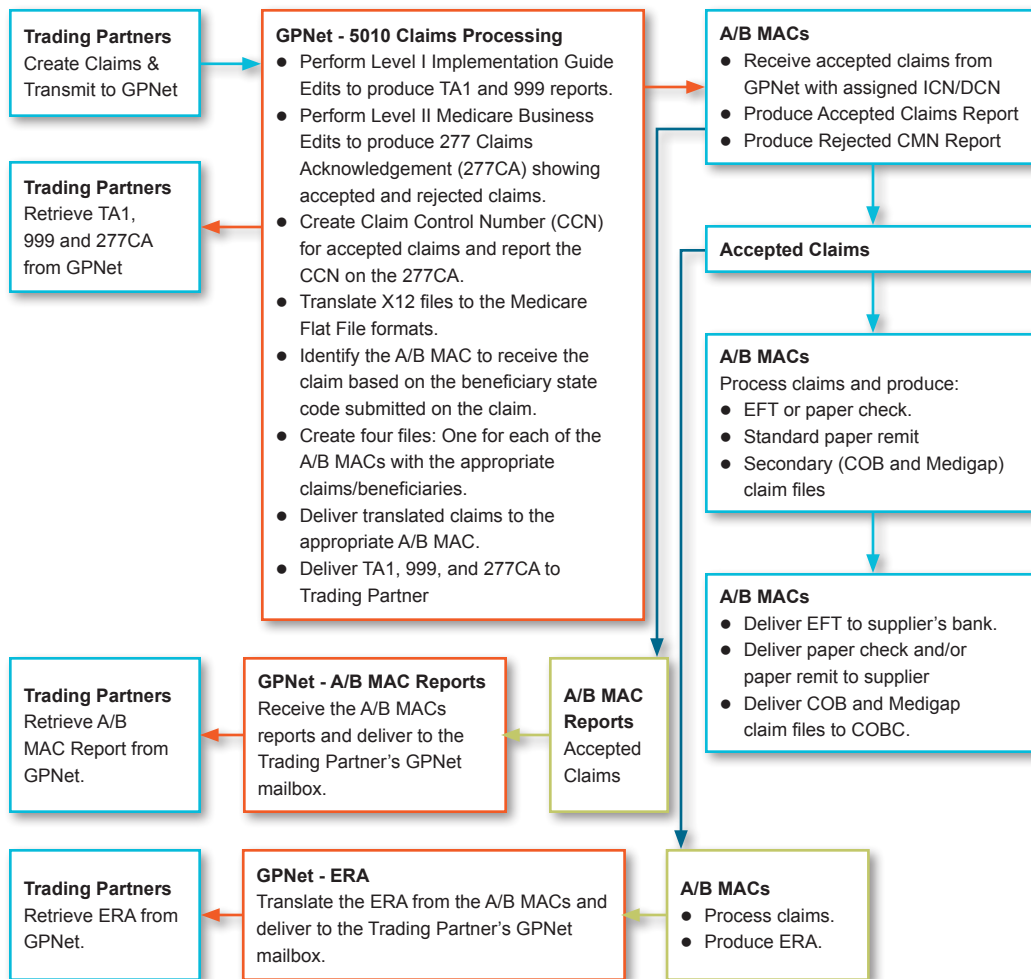 Trading Partners
Create Claims &
Transmit to GPNet
GPNet - 5010 Claims Processing
● Perform Level I Implementation Guide
Edits to produce TA1 and 999 reports.
● Perform Level II Medicare Business
Edits to produce 277 Claims
Acknowledgement (277CA) showing
accepted and rejected claims.
● Create Claim Control Number (CCN)
for accepted claims and report the
CCN on the 277CA.
● Translate X12 files to the Medicare
Flat File formats.
● Identify the A/B MAC to receive the
claim based on the beneficiary state
code submitted on the claim.
● Create four files: One for each of the
A/B MACs with the appropriate
claims/beneficiaries.
● Deliver translated claims to the
appropriate A/B MAC.
● Deliver TA1, 999, and 277CA to
Trading Partner
A/B MACs
● Receive accepted claims from
GPNet with assigned ICN/DCN
● Produce Accepted Claims Report
● Produce Rejected CMN Report
Trading Partners
Retrieve TA1,
999 and 277CA
from GPNet
Accepted Claims
A/B MACs
Process claims and produce:
● EFT or paper check.
● Standard paper remit
● Secondary (COB and Medigap)
claim files
A/B MACs
● Deliver EFT to supplier's bank.
● Deliver paper check and/or
paper remit to supplier
● Deliver COB and Medigap
claim files to COBC.
Trading Partners
Retrieve A/B
MAC Report from
GPNet.
GPNet - A/B MAC Reports
Receive the A/B MACs
reports and deliver to the
Trading Partner's GPNet
mailbox.
A/B MAC
Reports
Accepted
Claims
Trading Partners
Retrieve ERA from
GPNet.
GPNet - ERA
Translate the ERA from the A/B MACs and
deliver to the Trading Partner's GPNet
mailbox.
A/B MACs
● Process claims.
● Produce ERA.